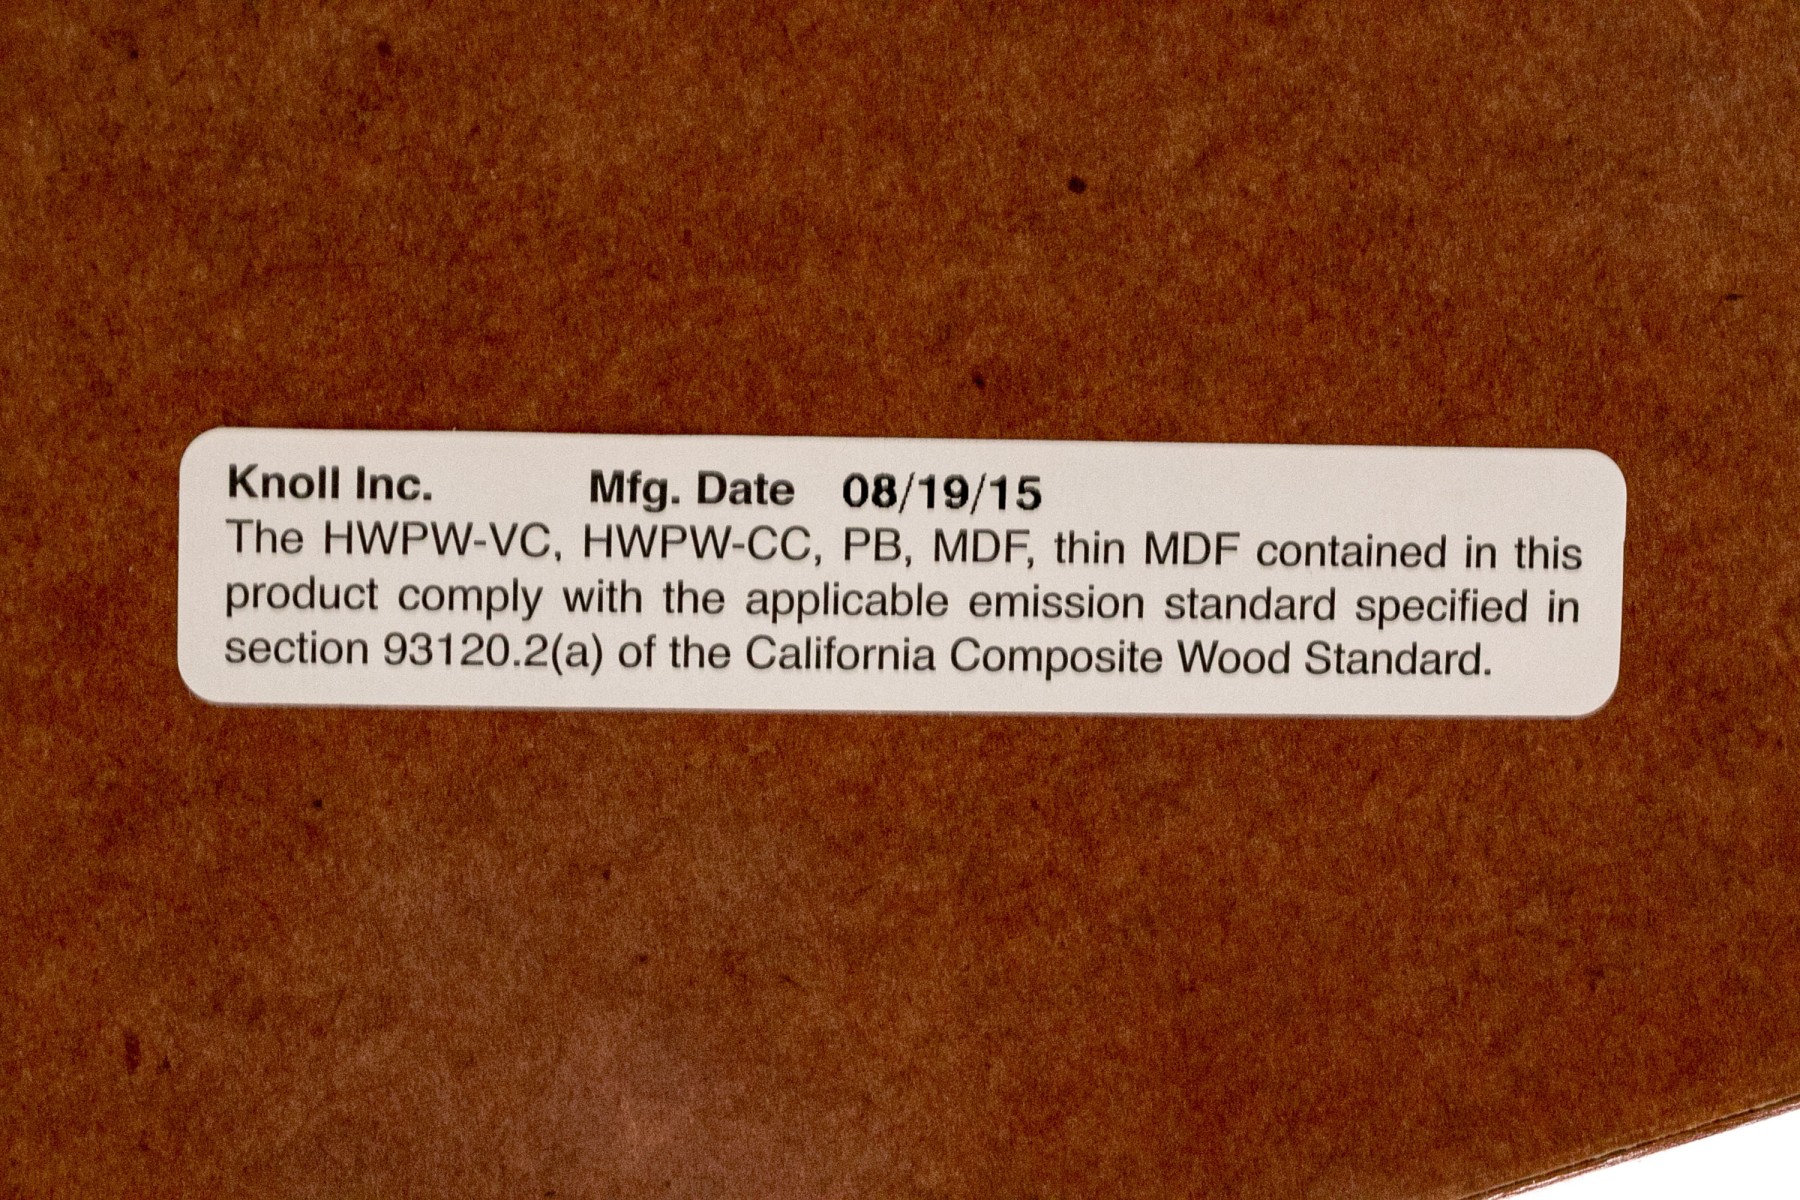 Knoll Inc. Mfg. Date 08/19/15
The HWPW-VC, HWPW-CC, PB, MDF, thin MDF contained in this
product comply with the applicable emission standard specified in
section 93120.2(a) of the California Composite Wood Standard.